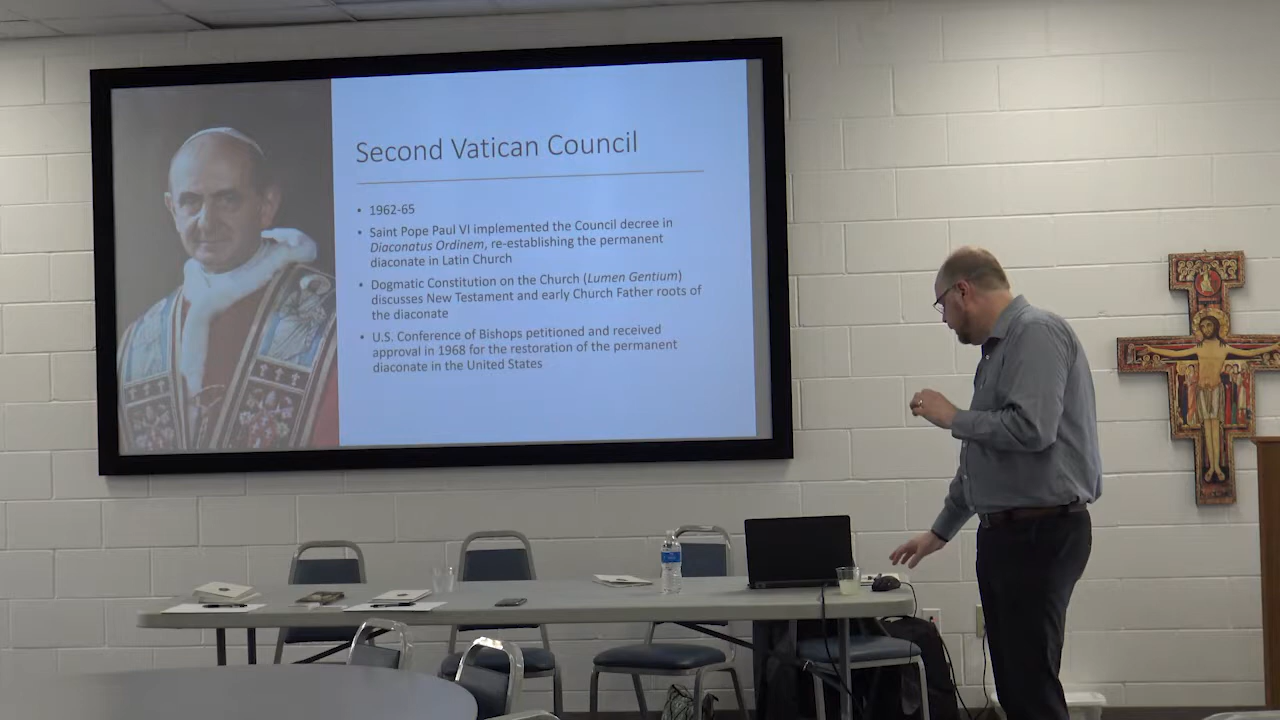 Second Vatican Council
• 1962-65
• Saint Pope Paul VI implemented the Council decree in
Diaconatus Ordinem, re-establishing the permanent
diaconate in Latin Church
• Dogmatic Constitution on the Church (Lumen Gentium)
discusses New Testament and early Church Father roots of
the diaconate
• U.S. Conference of Bishops petitioned and received
approval in 1968 for the restoration of the permanent
diaconate in the United States